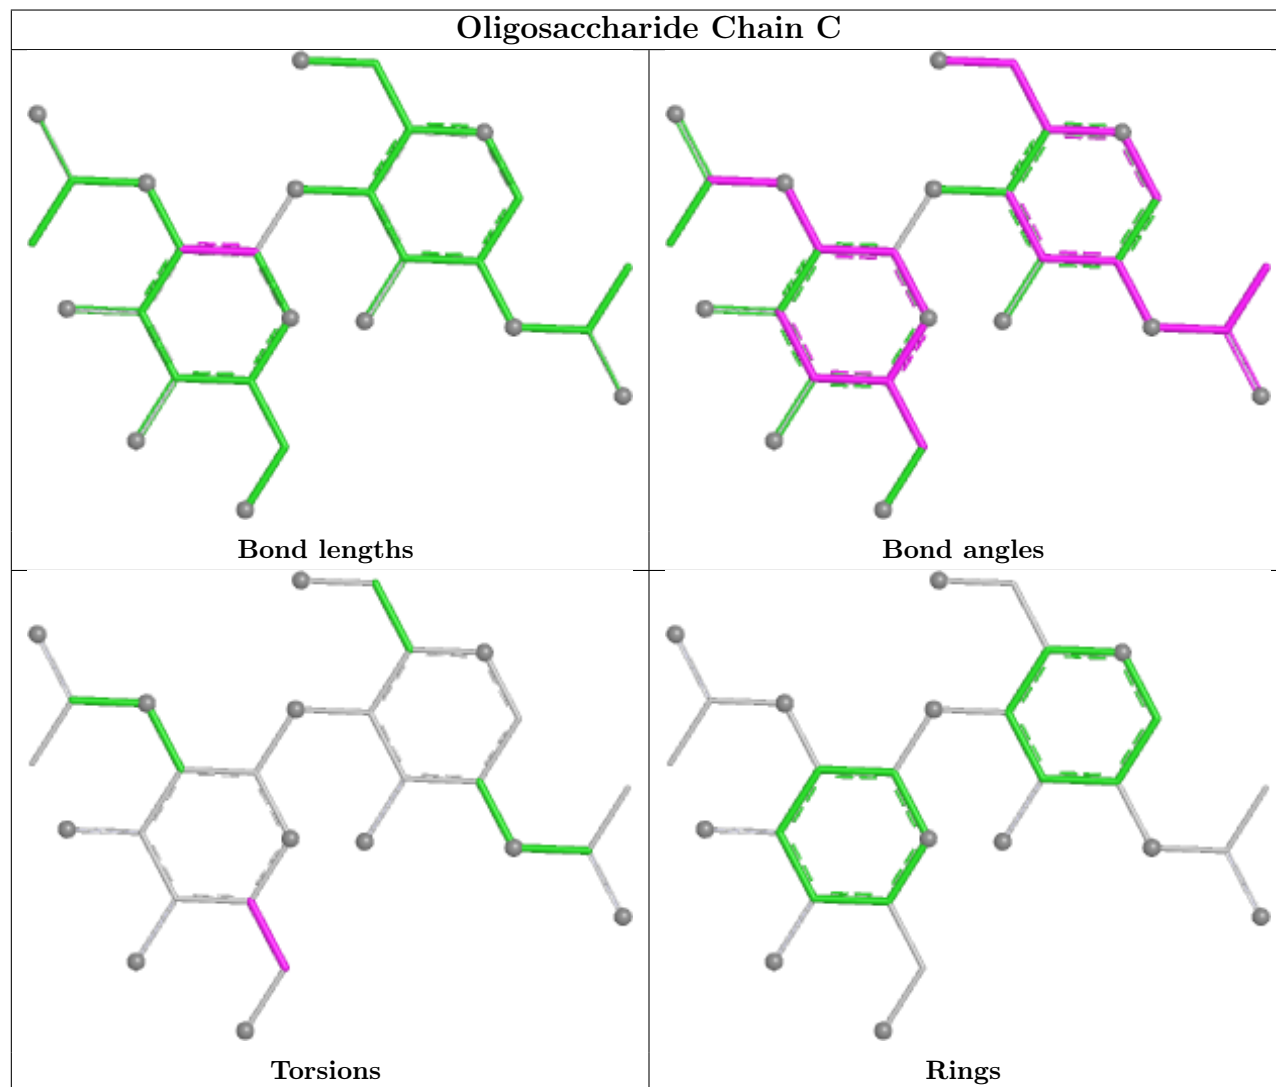 Oligosaccharide Chain C
Bond lengths
Bond angles
Torsions
Rings